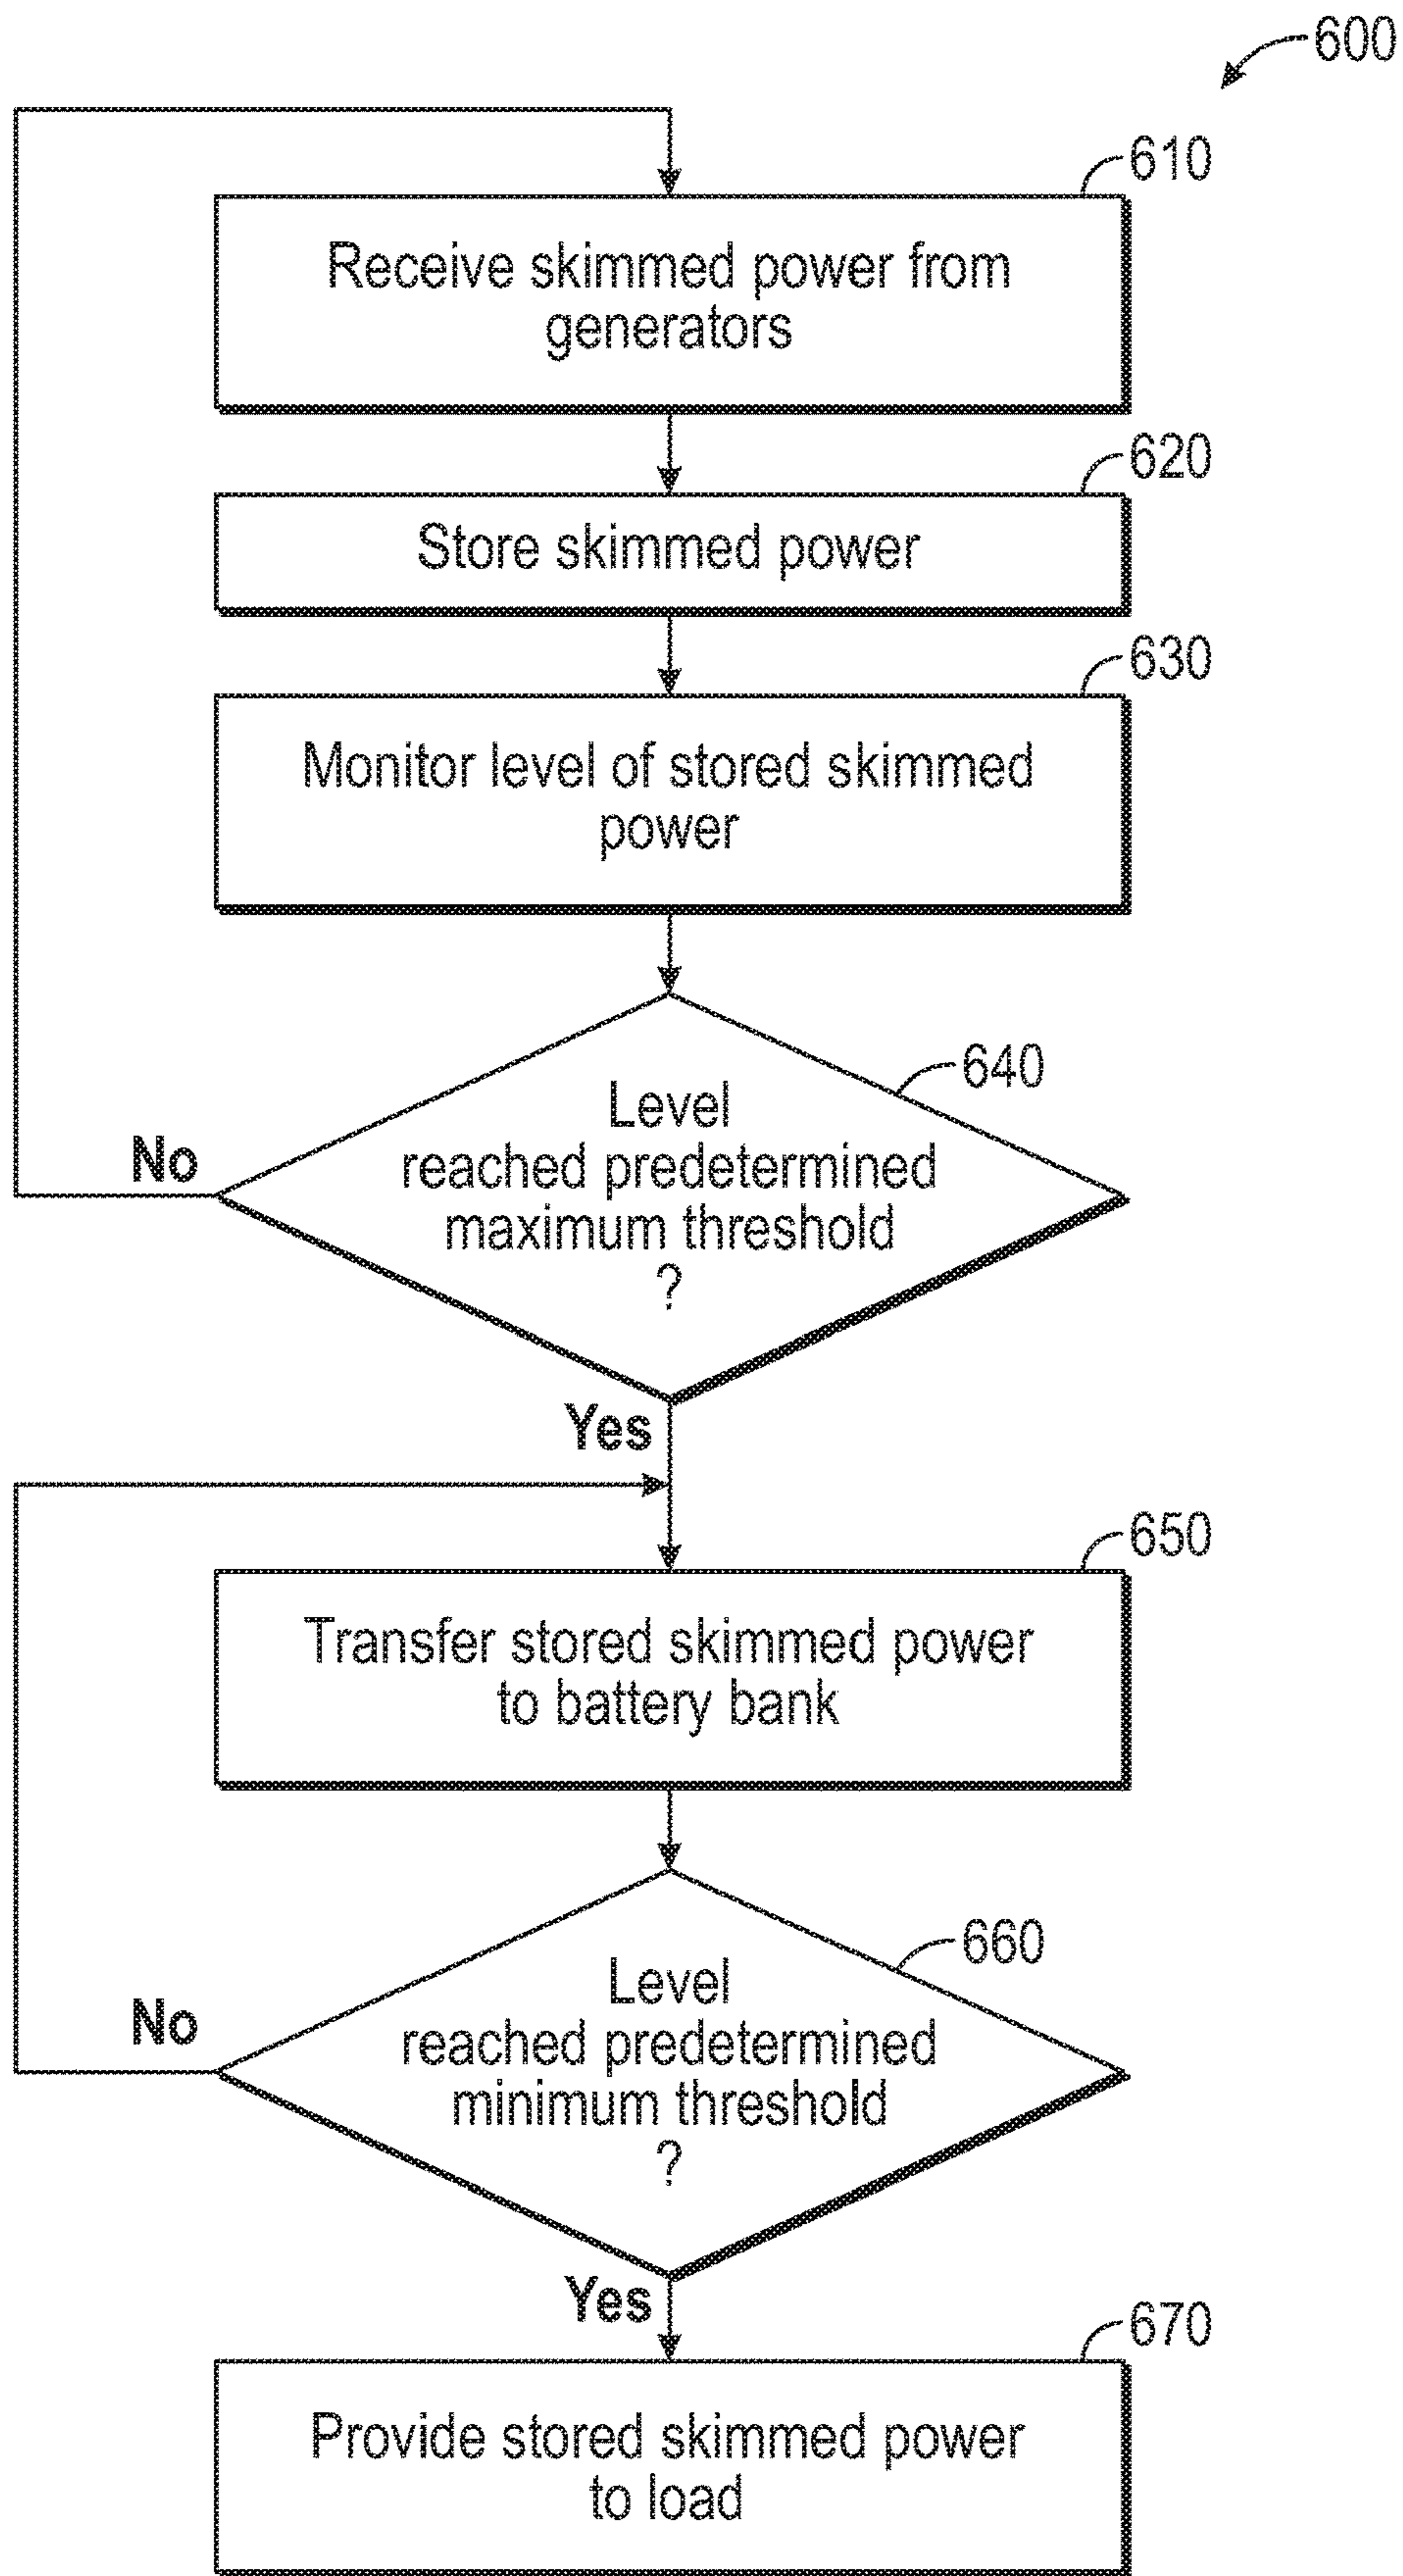 600
610
Receive skimmed power from
generators
620
Store skimmed power
630
Monitor level of stored skimmed
power
640
Level
reached predetermined
maximum threshold
?
No
Yes
650
Transfer stored skimmed power
to battery bank
660
Level
reached predetermined
minimum threshold
?
No
Yes
670
Provide stored skimmed power
to load